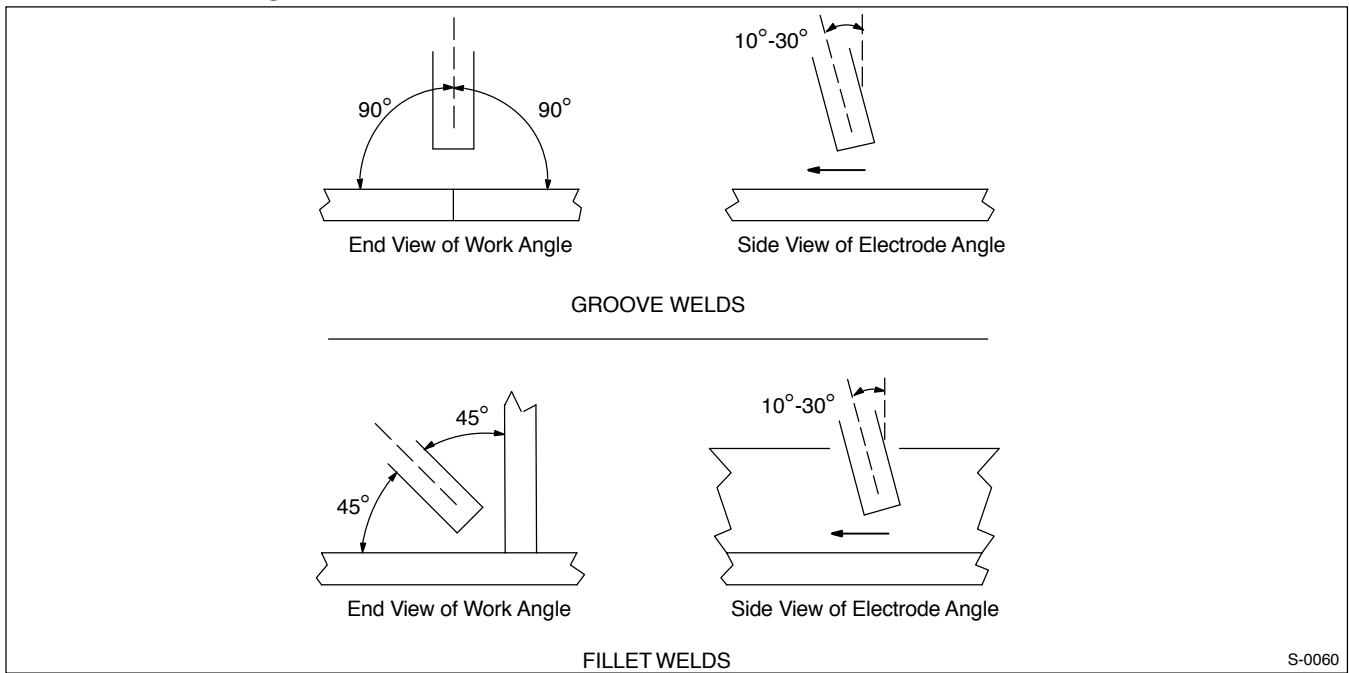 10°-30°
90° 90°
End View of Work Angle Side View of Electrode Angle
GROOVE WELDS
45° 10°-30°
45°
End View of Work Angle Side View of Electrode Angle
FILLET WELDS
S-0060